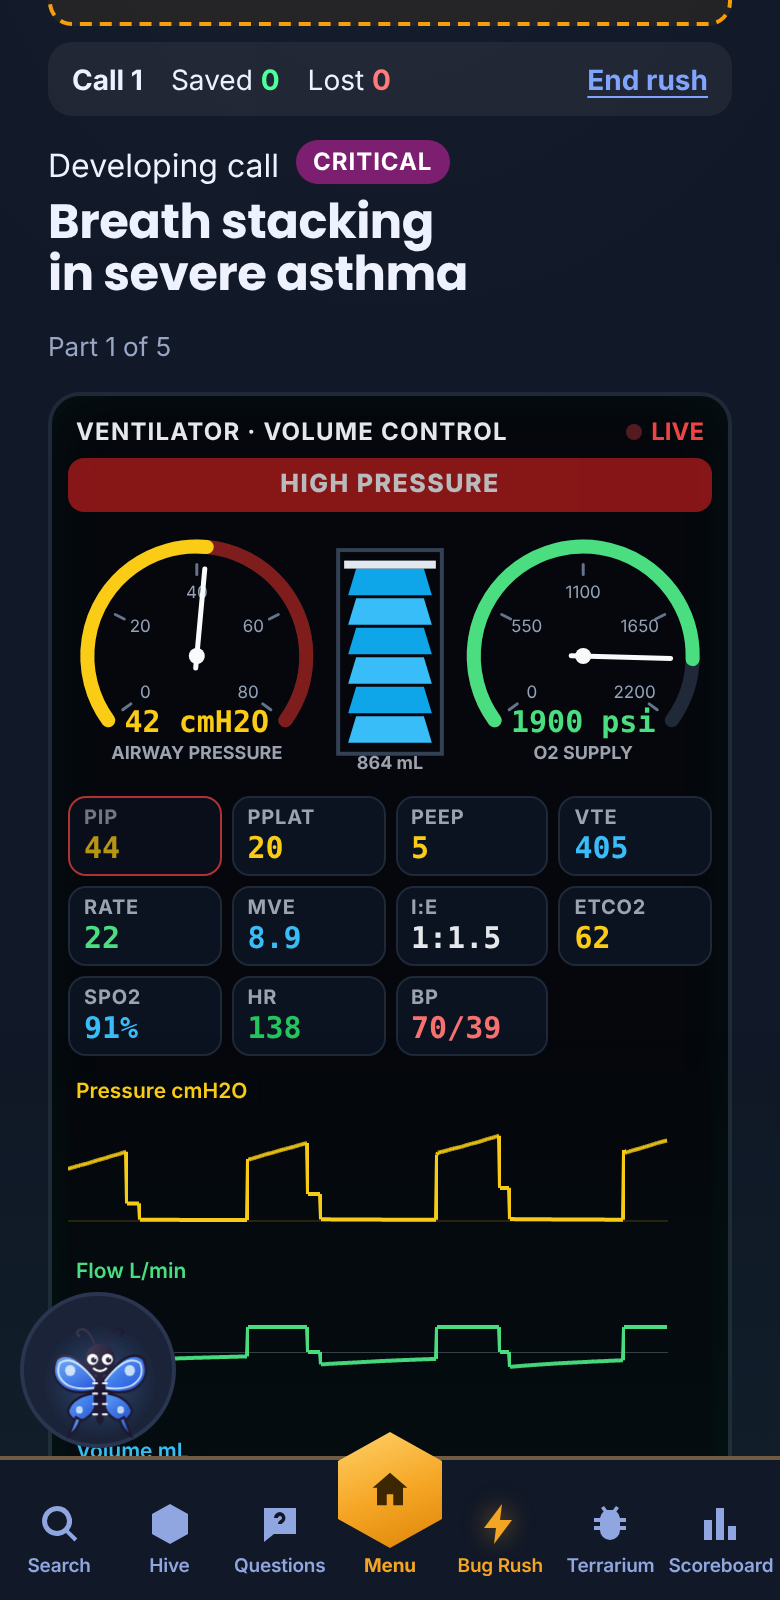 Call 1 Saved 0 Lost 0 End rush
Developing call CRITICAL
Breath stacking
in severe asthma
Part 1 of 5
VENTILATOR · VOLUME CONTROL LIVE
HIGH PRESSURE
0 20 40 60 80
42 cmH2O
AIRWAY PRESSURE
864 mL
0 550 1100 1650 2200
1900 psi
O2 SUPPLY
PIP PPLAT PEEP VTE
44 20 5 405
RATE MVE I:E ETCO2
22 8.9 1:1.5 62
SPO2 HR BP
91% 138 70/39
Pressure cmH2O
Flow L/min
Volume mL
Search Hive Questions Menu Bug Rush Terrarium Scoreboard